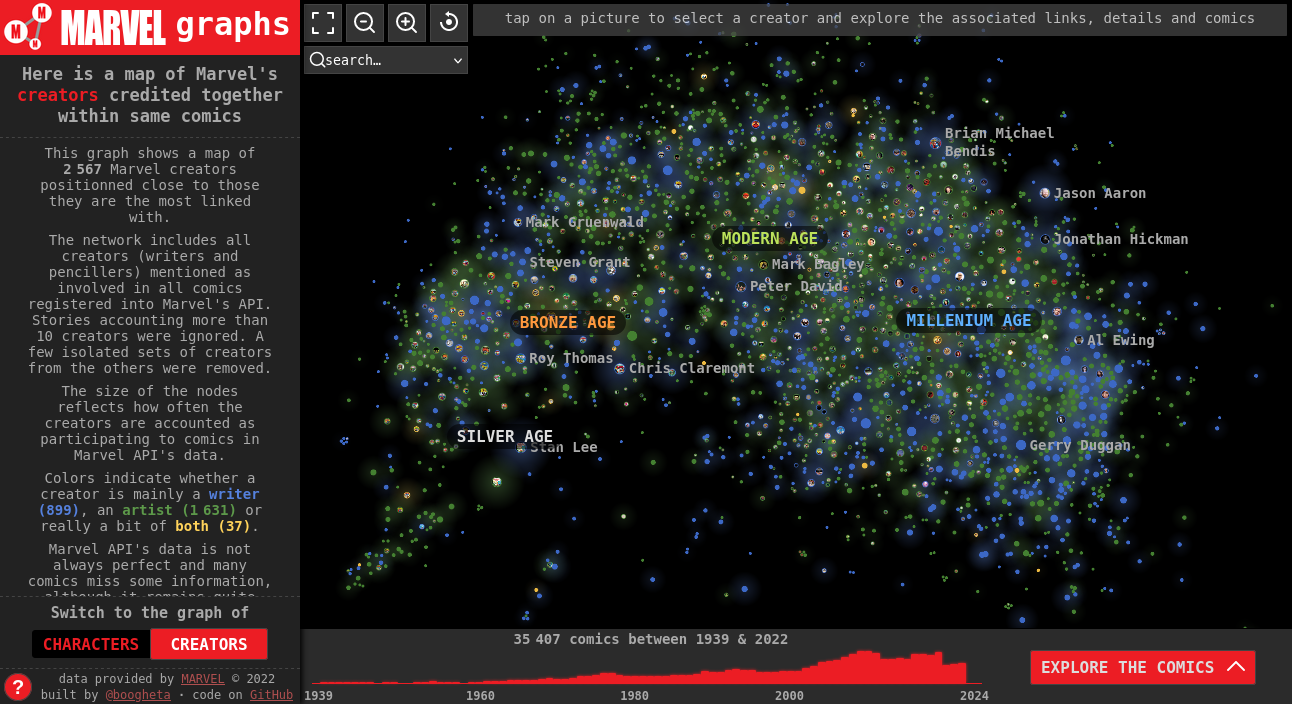 M M M MARVEL graphs
Here is a map of Marvel's
creators credited together
within same comics
This graph shows a map of
2 567 Marvel creators
positionned close to those
they are the most linked
with.
The network includes all
creators (writers and
pencillers) mentioned as
involved in all comics
registered into Marvel's API.
Stories accounting more than
10 creators were ignored. A
few isolated sets of creators
from the others were removed.
The size of the nodes
reflects how often the
creators are accounted as
participating to comics in
Marvel API's data.
Colors indicate whether a
creator is mainly a writer
(899), an artist (1 631) or
really a bit of both (37).
Marvel API's data is not
always perfect and many
comics miss some information,
although it remains quite
Switch to the graph of
CHARACTERS CREATORS
? data provided by MARVEL © 2022
built by @boogheta · code on GitHub
tap on a picture to select a creator and explore the associated links, details and comics
search…
Brian Michael
Bendis
Jason Aaron
Mark Gruenwald
MODERN AGE
Jonathan Hickman
Steven Grant
Mark Bagley
Peter David
BRONZE AGE
MILLENIUM AGE
Al Ewing
Roy Thomas
Chris Claremont
SILVER AGE
Stan Lee
Gerry Duggan
35 407 comics between 1939 & 2022
EXPLORE THE COMICS
1939 1960 1980 2000 2024